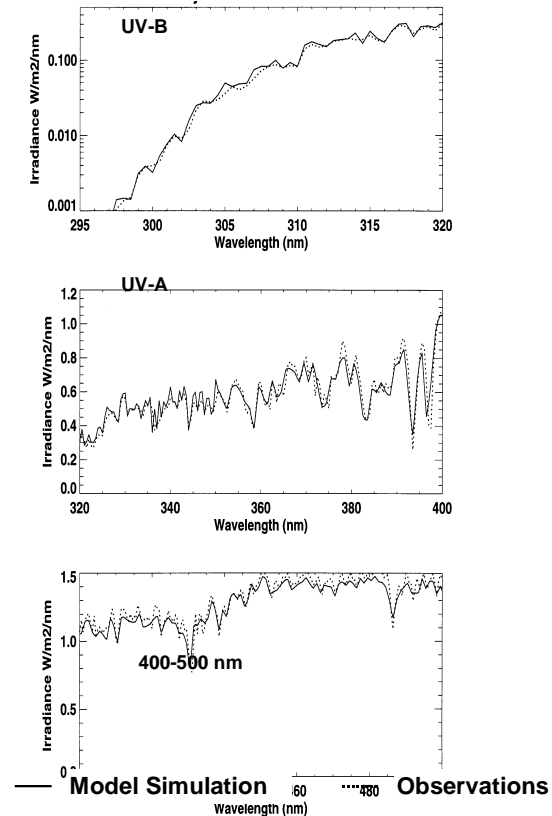 UV-B
Irradiance W/m2/nm
0.100
0.010
0.001
295 300 305 310 315 320
Wavelength (nm)
UV-A
Irradiance W/m2/nm
1.2
1.0
0.8
0.6
0.4
0.2
0.0
320 340 360 380 400
Wavelength (nm)
Irradiance W/m2/nm
1.5
1.0
0.5
400-500 nm
Model Simulation Observations
480
Wavelength (nm)